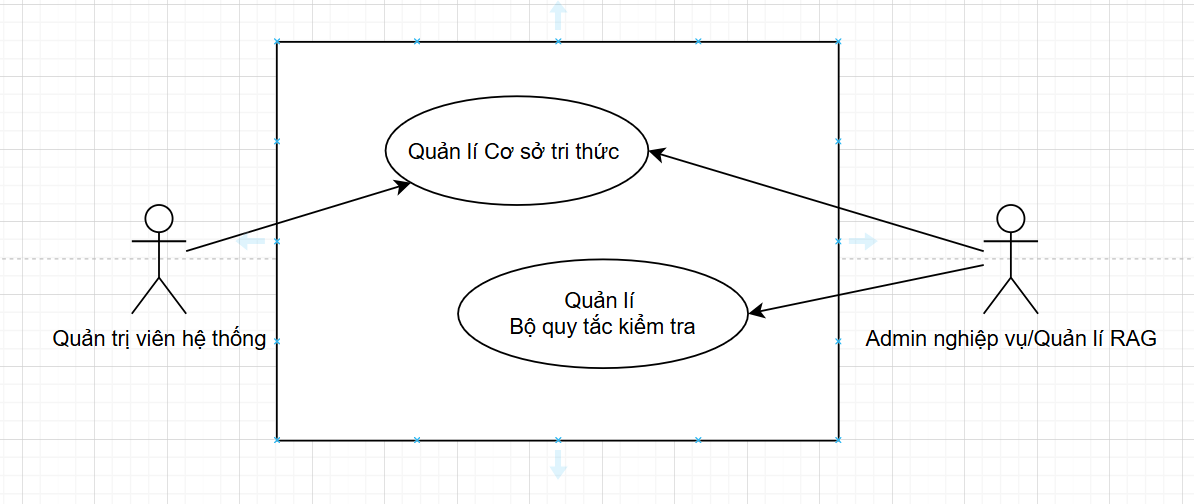 Quản lí Cơ sở tri thức
Quản lí
Bộ quy tắc kiểm tra
Quản trị viên hệ thống
Admin nghiệp vụ/Quản lí RAG